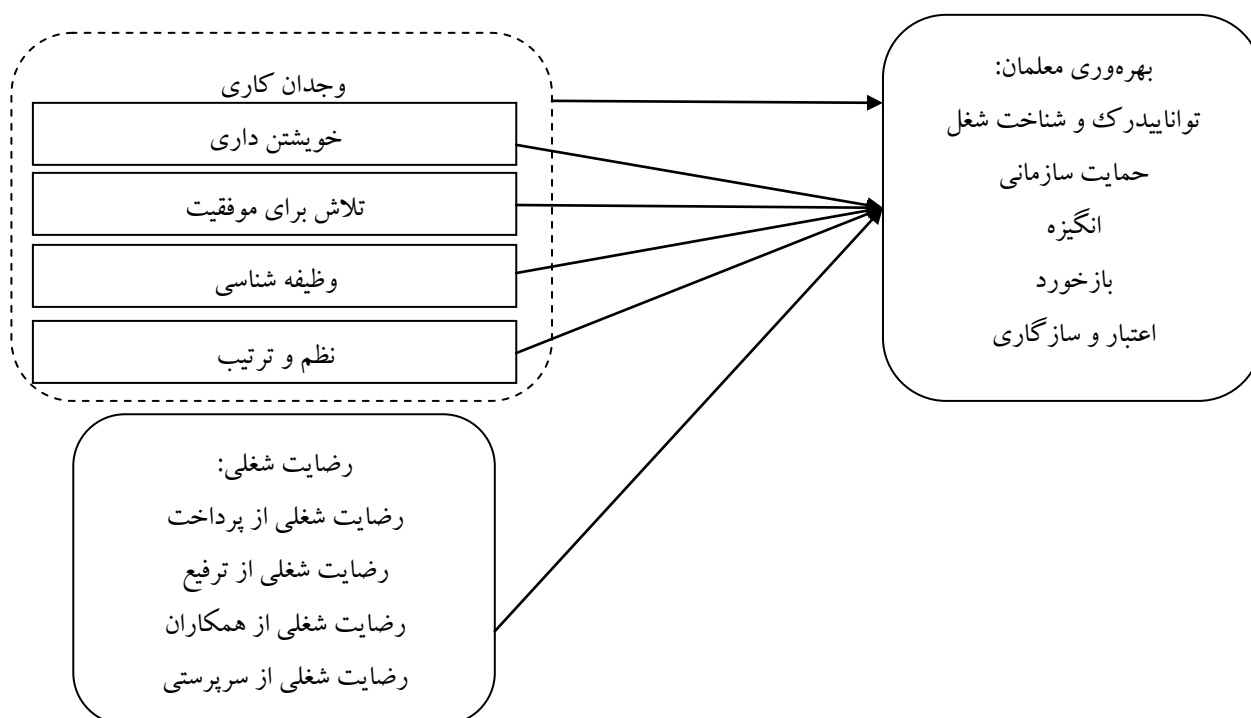 وجدان کاری
خویشتن داری
تلاش برای موفقیت
وظیفه شناسی
نظم و ترتیب
رضایت شغلی:
رضایت شغلی از پرداخت
رضایت شغلی از ترفیع
رضایت شغلی از همکاران
رضایت شغلی از سرپرستی
بهره‌وری معلمان:
تواناییدرک و شناخت شغل
حمایت سازمانی
انگیزه
بازخورد
اعتبار و سازگاری